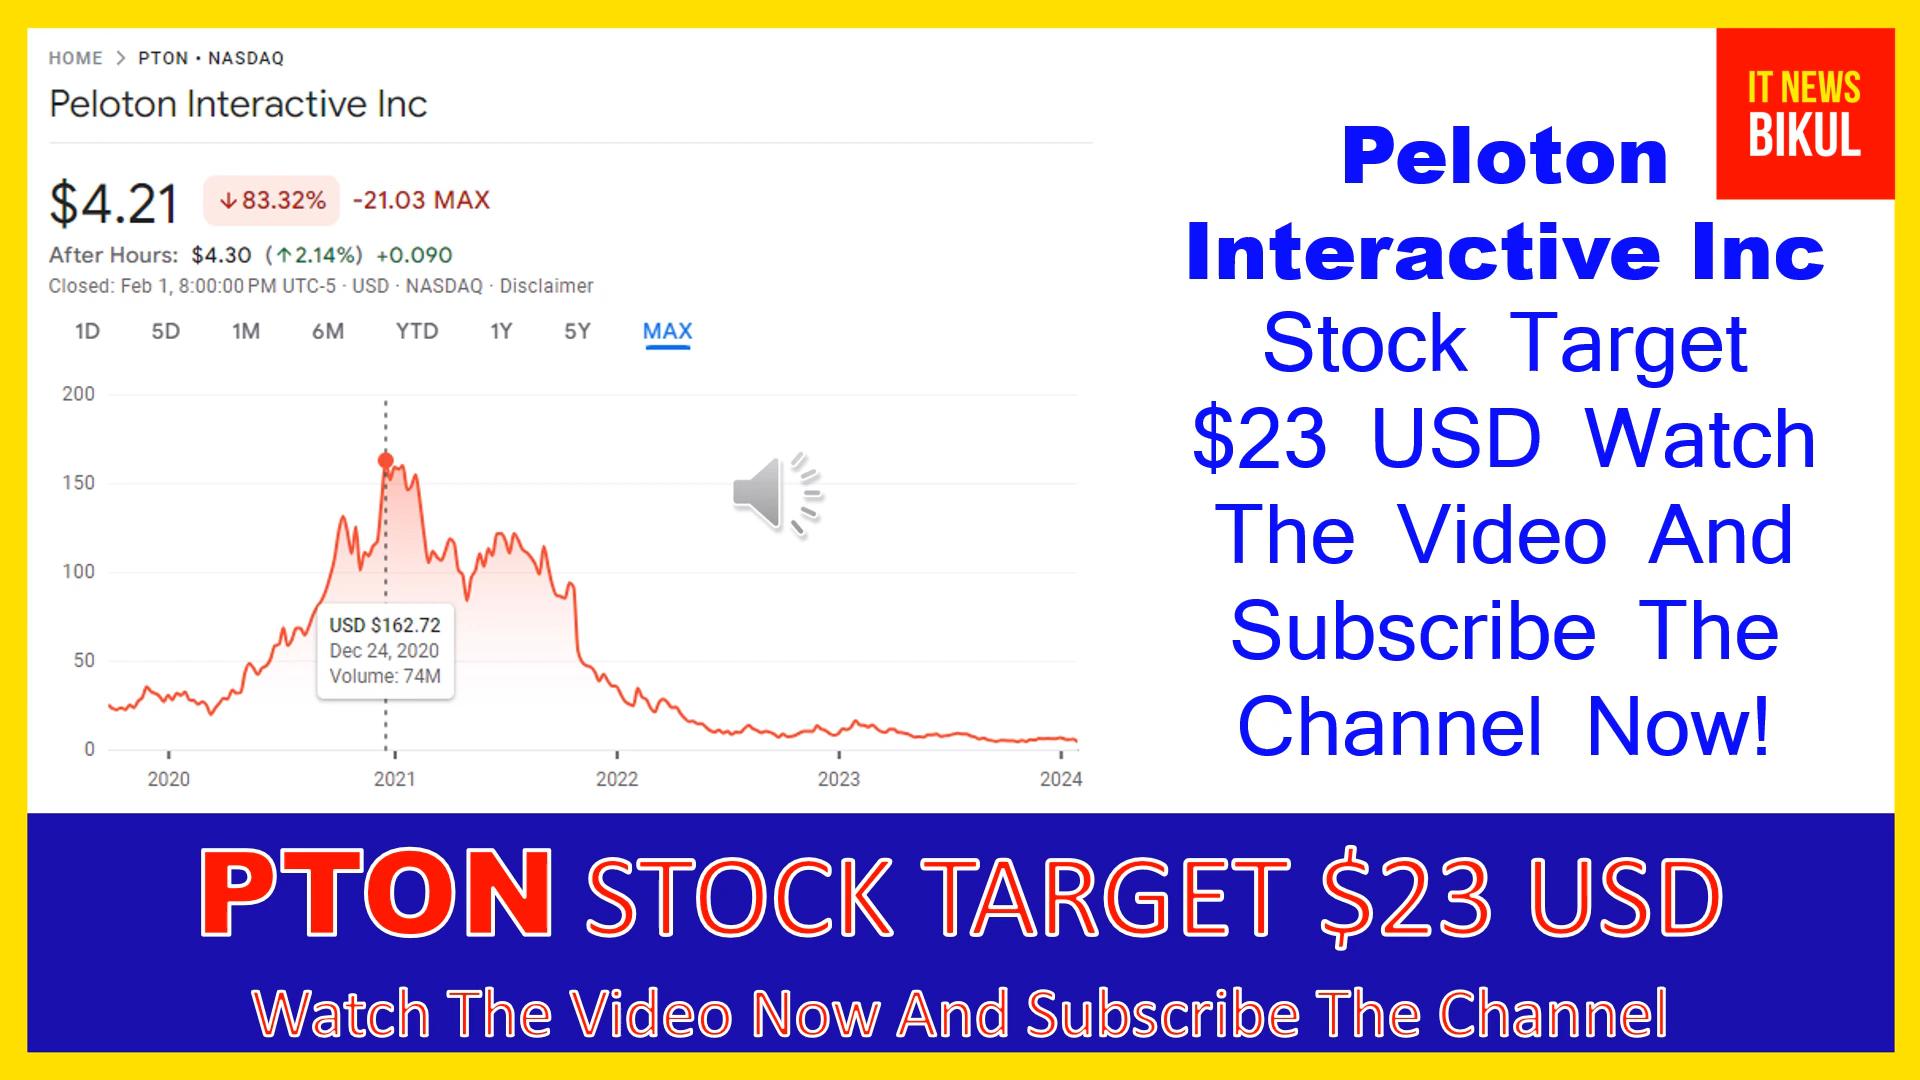 HOME > PTON • NASDAQ
Peloton Interactive Inc
$4.21 ↓83.32% -21.03 MAX
After Hours: $4.30 (↑2.14%) +0.090
Closed: Feb 1, 8:00:00 PM UTC-5 · USD · NASDAQ · Disclaimer
1D 5D 1M 6M YTD 1Y 5Y MAX
200
150
100
50
0
USD $162.72
Dec 24, 2020
Volume: 74M
2020 2021 2022 2023 2024
IT NEWS
BIKUL
Peloton
Interactive Inc
Stock Target
$23 USD Watch
The Video And
Subscribe The
Channel Now!
PTON STOCK TARGET $23 USD
Watch The Video Now And Subscribe The Channel